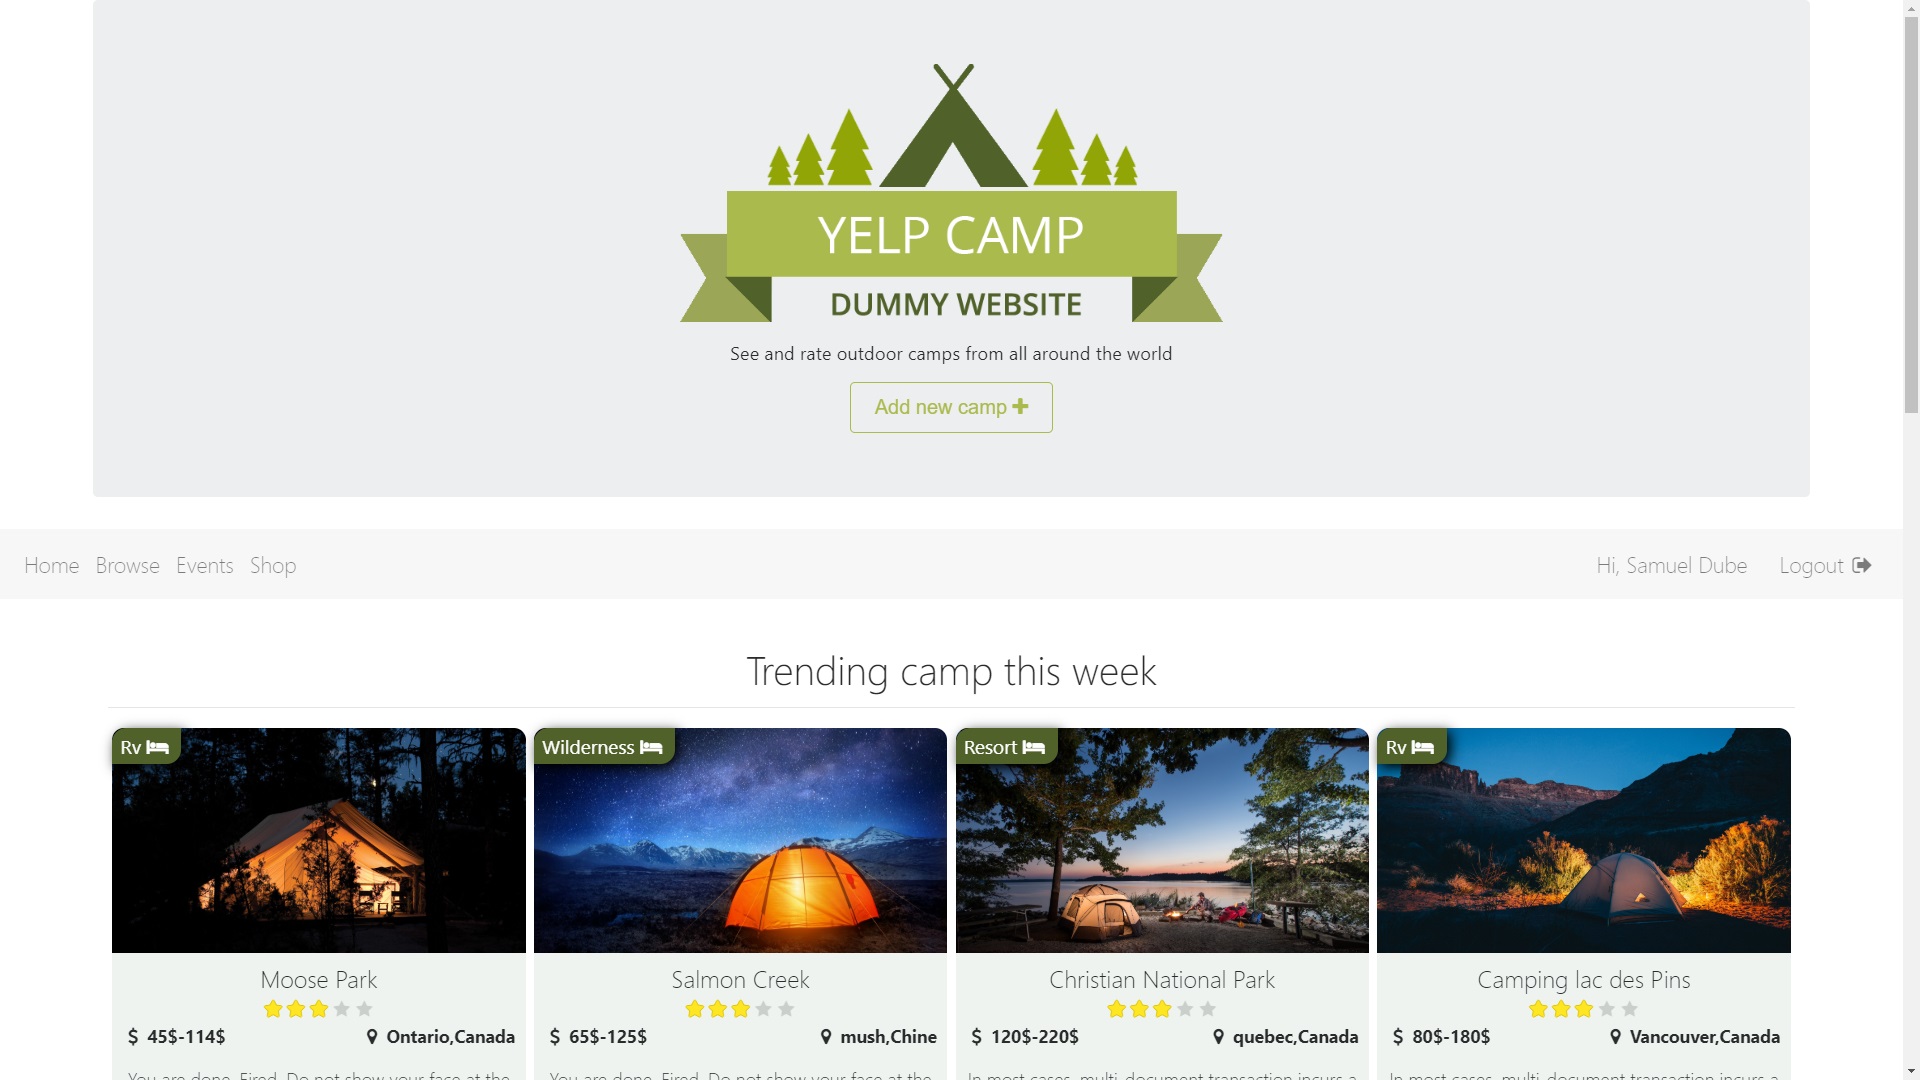 YELP CAMP
DUMMY WEBSITE
See and rate outdoor camps from all around the world
Add new camp
Home Browse Events Shop Hi, Samuel Dube Logout
Trending camp this week
Rv Wilderness Resort Rv
Moose Park Salmon Creek Christian National Park Camping lac des Pins
$ 45$-114$ Ontario,Canada $ 65$-125$ mush,Chine $ 120$-220$ quebec,Canada $ 80$-180$ Vancouver,Canada
You are done. Fired. Do not show your face at the You are done. Fired. Do not show your face at the In most cases, multi-document transaction incurs a In most cases, multi-document transaction incurs a